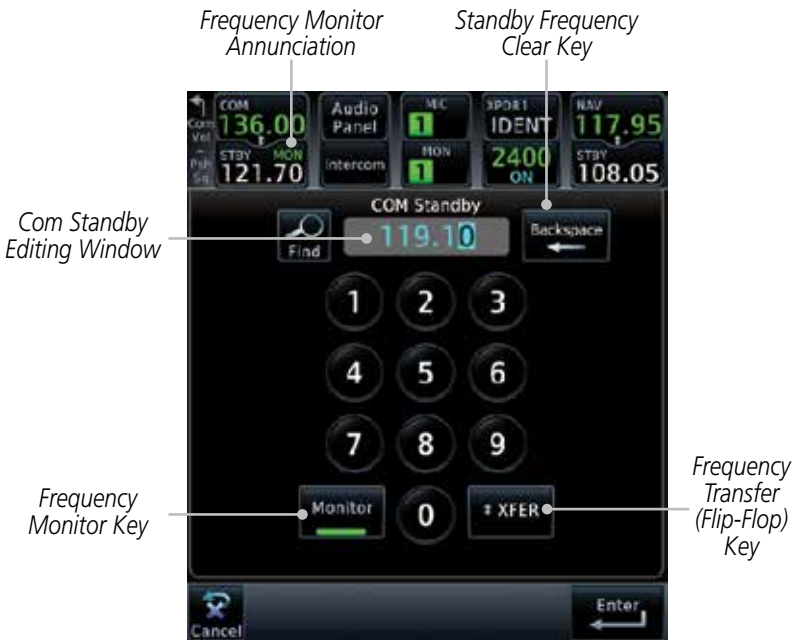 Frequency Monitor
Annunciation
Standby Frequency
Clear Key
COM
136.00
Com
Vol
Psh
Sq
STBY MON
121.70
Audio
Panel
Intercom
MIC
1
MON
1
XPDR1
IDENT
2400
ON
NAV
117.95
STBY
108.05
COM Standby
Find
119.10
Backspace
Com Standby
Editing Window
1 2 3
4 5 6
7 8 9
Monitor 0 XFER
Frequency
Monitor Key
Frequency
Transfer
(Flip-Flop)
Key
Cancel
Enter